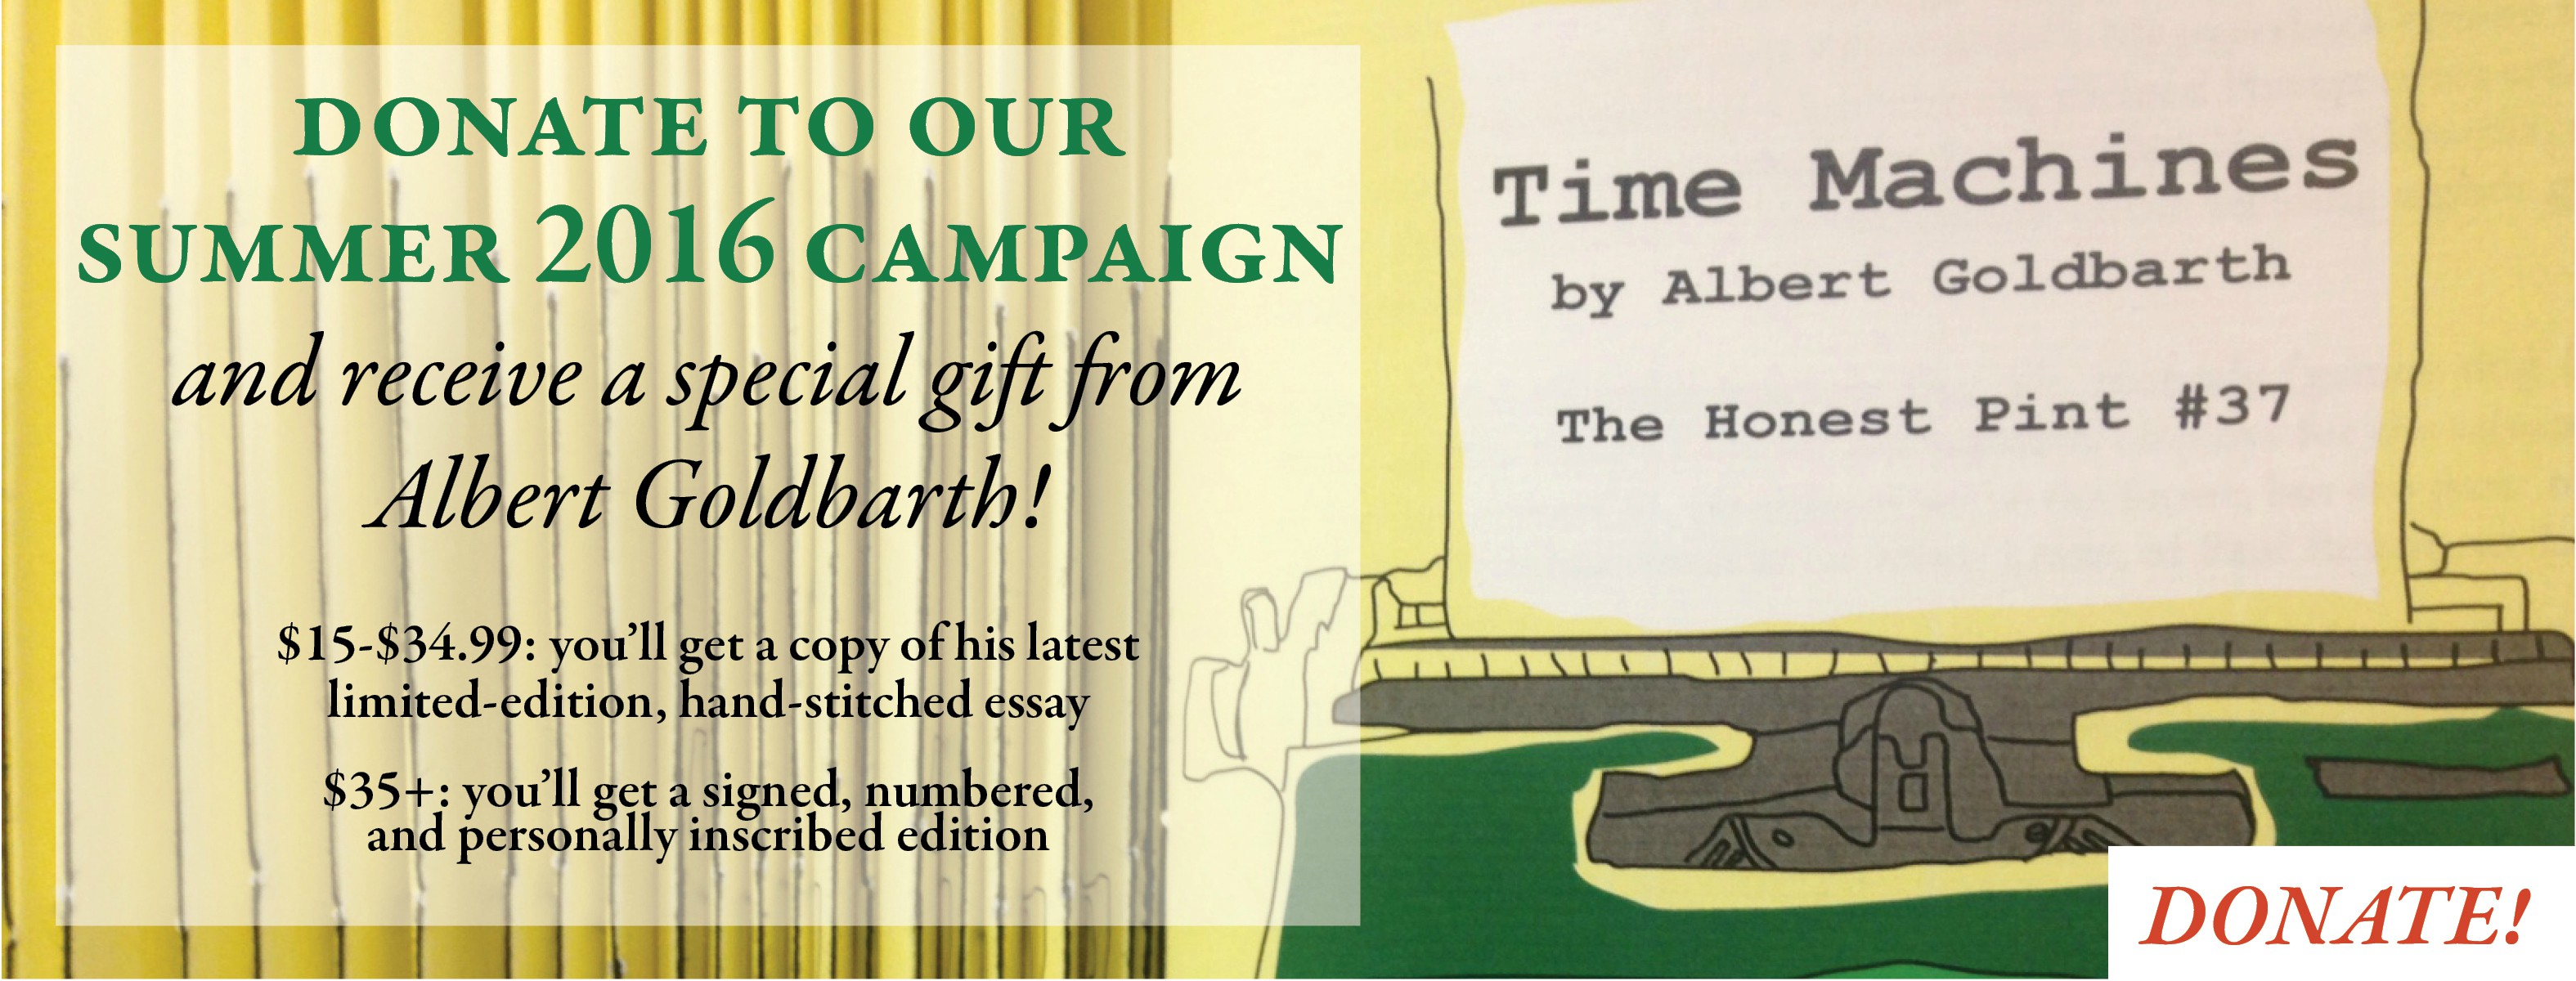 DONATE TO OUR
SUMMER 2016 CAMPAIGN
and receive a special gift from
Albert Goldbarth!
$15-$34.99: you’ll get a copy of his latest
limited-edition, hand-stitched essay
$35+: you’ll get a signed, numbered,
and personally inscribed edition
Time Machines
by Albert Goldbarth
The Honest Pint #37
DONATE!